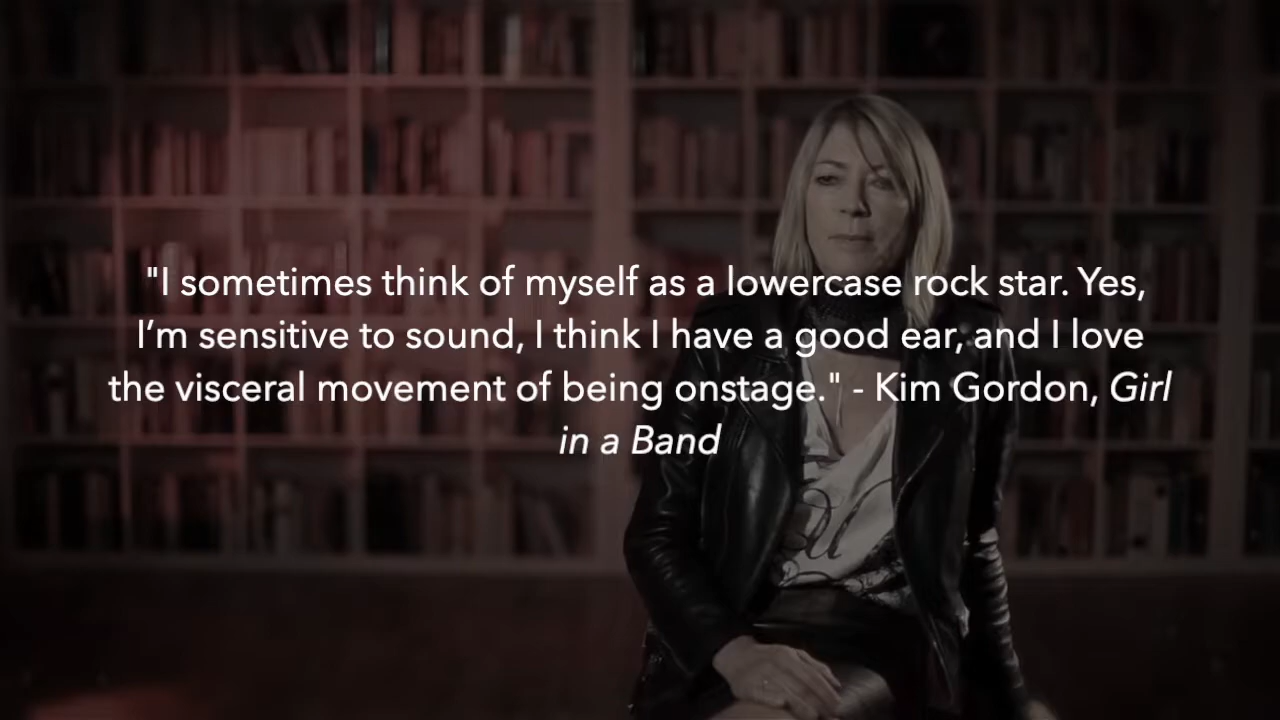 "I sometimes think of myself as a lowercase rock star. Yes,
I’m sensitive to sound, I think I have a good ear, and I love
the visceral movement of being onstage." - Kim Gordon, Girl
in a Band